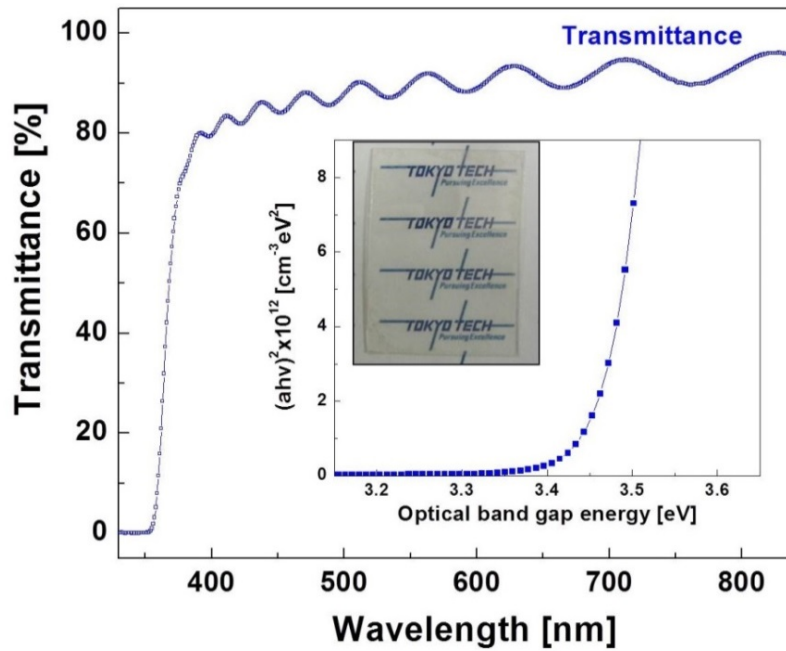 Transmittance
Transmittance [%]
100
80
60
40
20
0
400
500
600
700
800
Wavelength [nm]
(ahv)²x10¹² [cm⁻³eV²]
8
6
4
2
0
3.2
3.3
3.4
3.5
3.6
Optical band gap energy [eV]
TOKYO TECH
Pursuing Excellence
TOKYO TECH
Pursuing Excellence
TOKYO TECH
Pursuing Excellence
TOKYO TECH
Pursuing Excellence